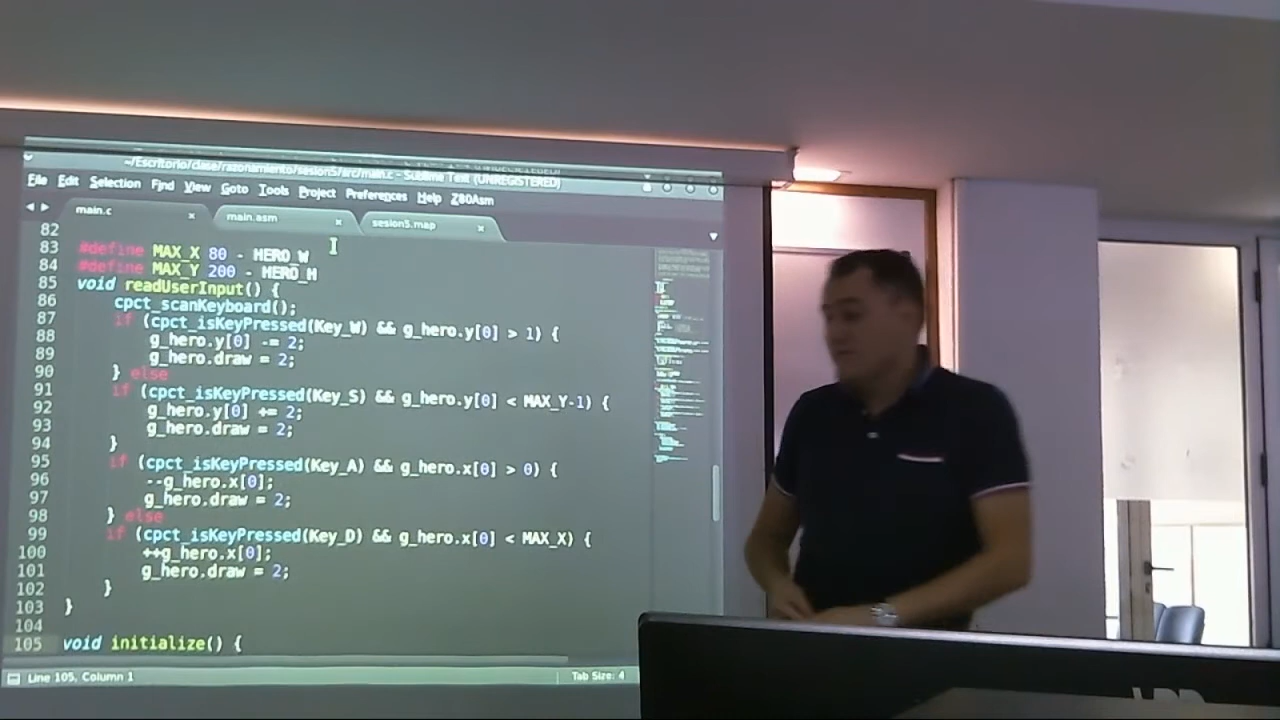 ~/Escritorio/clase/razonamiento/sesion5/src/main.c - Sublime Text (UNREGISTERED)
File Edit Selection Find View Goto Tools Project Preferences Help Z80Asm
main.c × main.asm × sesion5.map ×
82
83 #define MAX_X 80 - HERO_W
84 #define MAX_Y 200 - HERO_H
85 void readUserInput() {
86 cpct_scanKeyboard();
87 if (cpct_isKeyPressed(Key_W) && g_hero.y[0] > 1) {
88 g_hero.y[0] -= 2;
89 g_hero.draw = 2;
90 } else
91 if (cpct_isKeyPressed(Key_S) && g_hero.y[0] < MAX_Y-1) {
92 g_hero.y[0] += 2;
93 g_hero.draw = 2;
94 }
95 if (cpct_isKeyPressed(Key_A) && g_hero.x[0] > 0) {
96 --g_hero.x[0];
97 g_hero.draw = 2;
98 } else
99 if (cpct_isKeyPressed(Key_D) && g_hero.x[0] < MAX_X) {
100 ++g_hero.x[0];
101 g_hero.draw = 2;
102 }
103 }
104
105 void initialize() {
Line 105, Column 1 Tab Size: 4